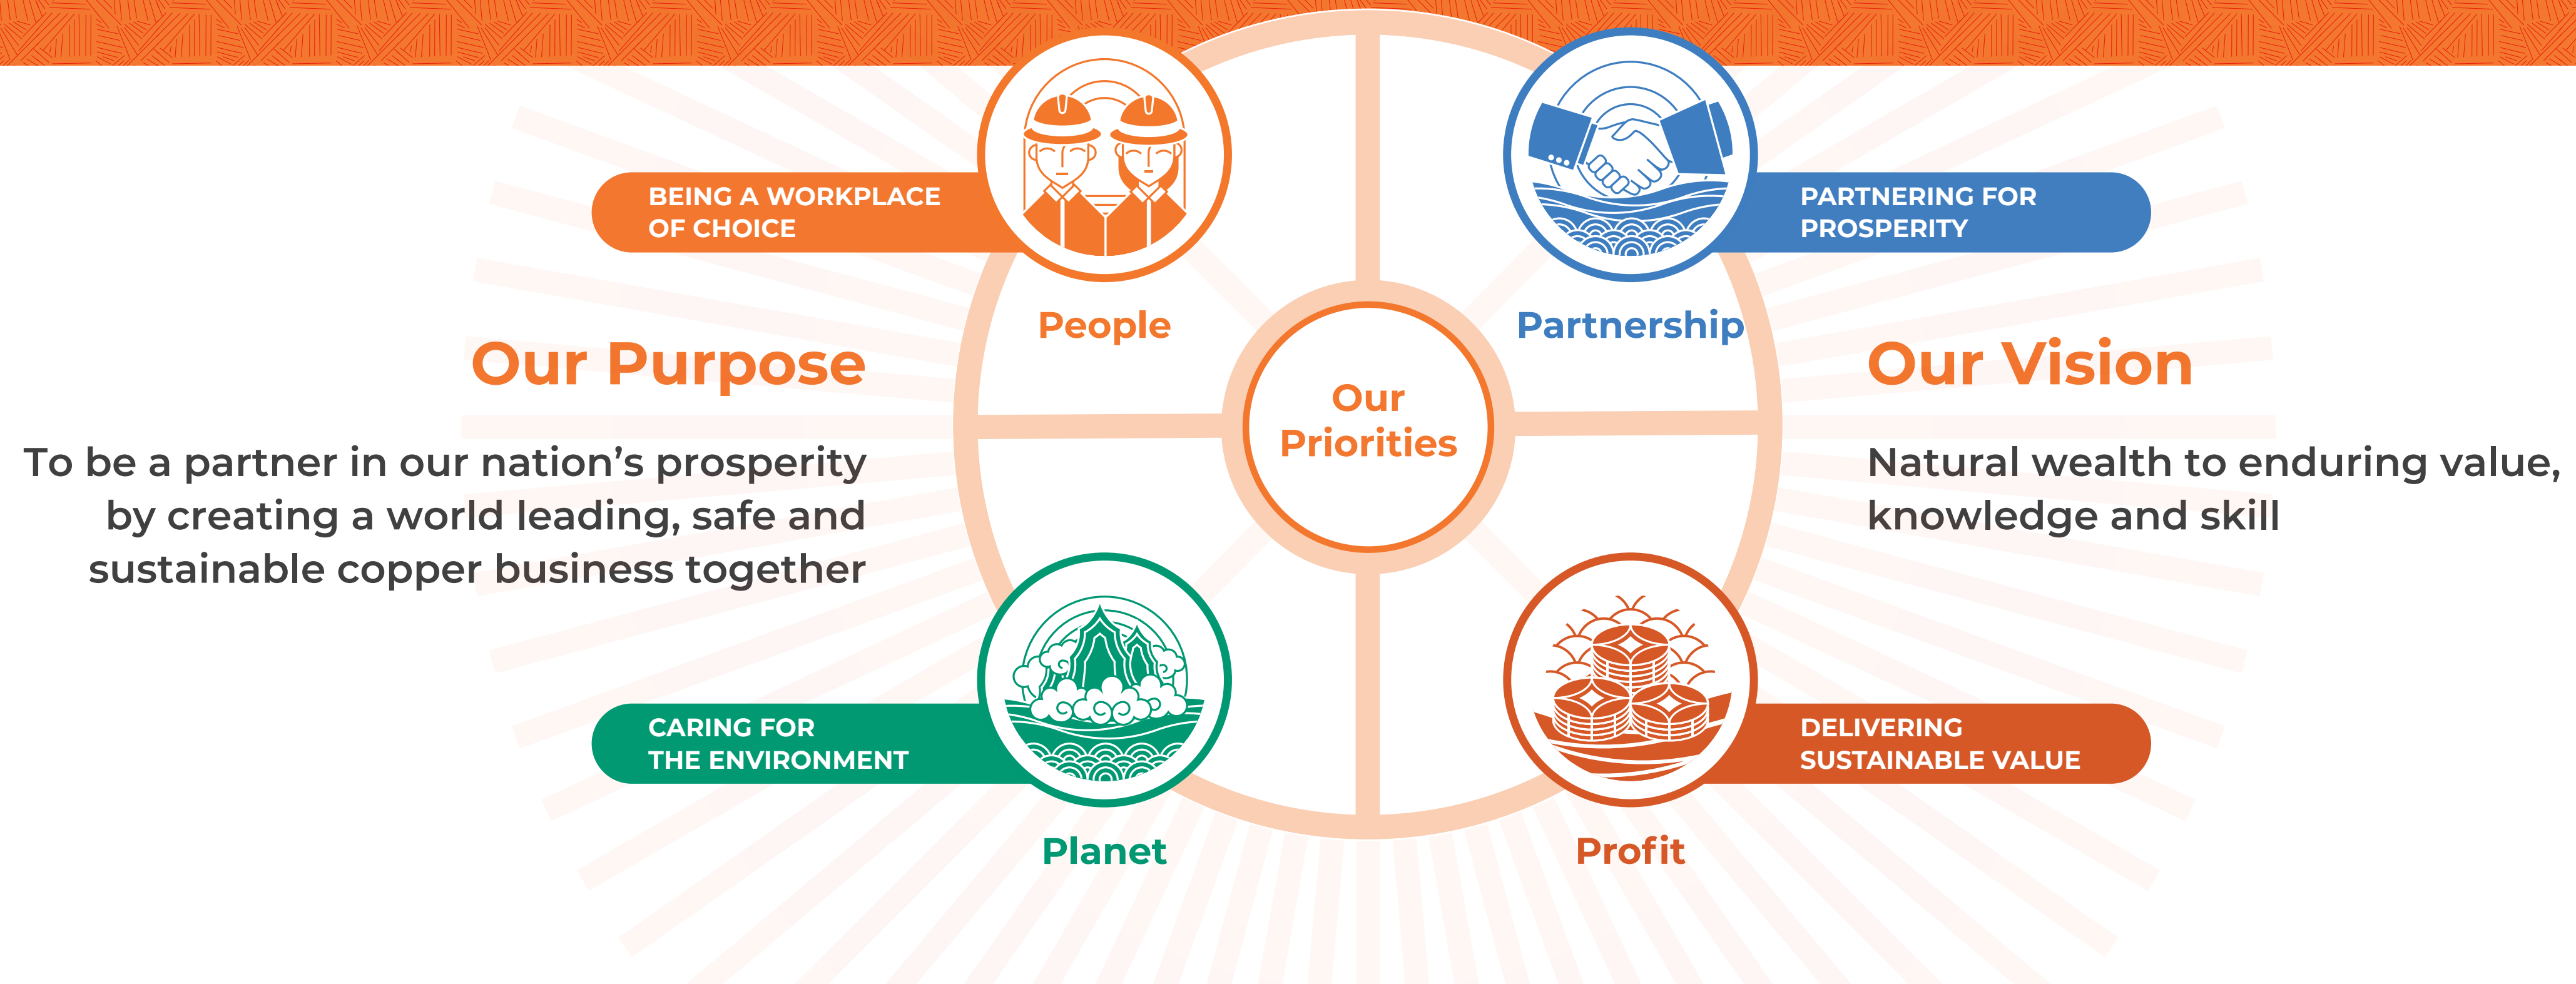 BEING A WORKPLACE
OF CHOICE
People
PARTNERING FOR
PROSPERITY
Partnership
Our Purpose
To be a partner in our nation’s prosperity
by creating a world leading, safe and
sustainable copper business together
Our
Priorities
Our Vision
Natural wealth to enduring value,
knowledge and skill
CARING FOR
THE ENVIRONMENT
Planet
DELIVERING
SUSTAINABLE VALUE
Profit